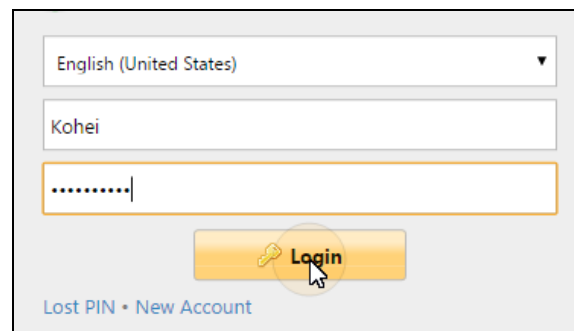 English (United States)
Kohei
••••••••••
Login
Lost PIN • New Account